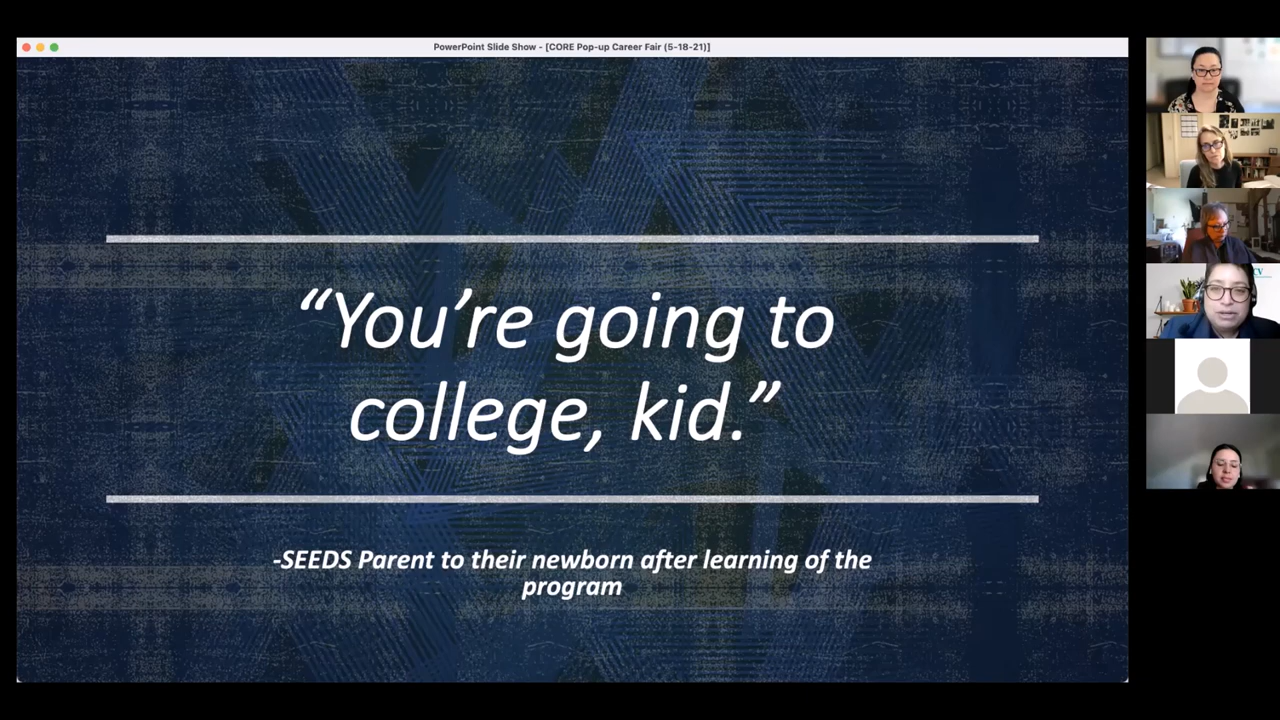 PowerPoint Slide Show - [CORE Pop-up Career Fair (5-18-21)]
“You’re going to
college, kid.”
-SEEDS Parent to their newborn after learning of the
program